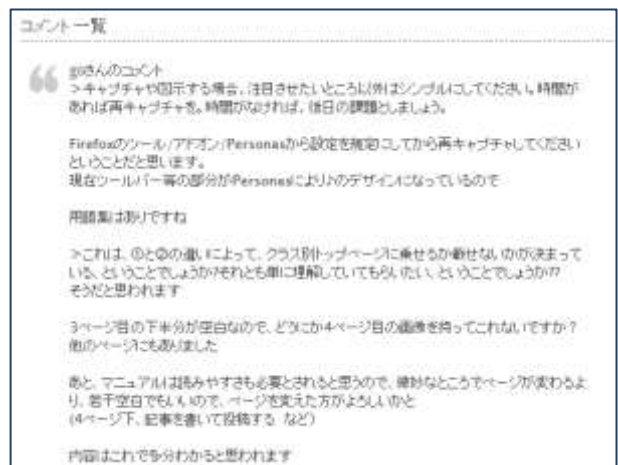 コメント一覧
goさんのコメント
>キャプチャや図示する場合、注目させたいところ以外はシンプルにしてください。時間が
あれば再キャプチャを。時間がなければ、後日の課題としましょう。
Firefoxのツール/アドオン/Personasから設定を規定にしてから再キャプチャしてください
ということだと思います。
現在ツールバー等の部分がPersonasにより♪のデザインになっているので
用語集はありですね
>これは、①と②の違いによって、クラス別トップページに乗せるか載せないかが決まって
いる、ということでしょうか?それとも単に理解していてもらいたい、ということでしょうか??
そうだと思われます
3ページ目の下半分が空白なので、どうにか4ページ目の画像を持ってこれないですか?
他のページにもありました
あと、マニュアルは読みやすさも必要とされると思うので、微妙なところでページが変わるよ
り、若干空白でもいいので、ページを変えた方がよろしいかと
(4ページ下、記事を書いて投稿する など)
内容はこれで多分わかると思われます